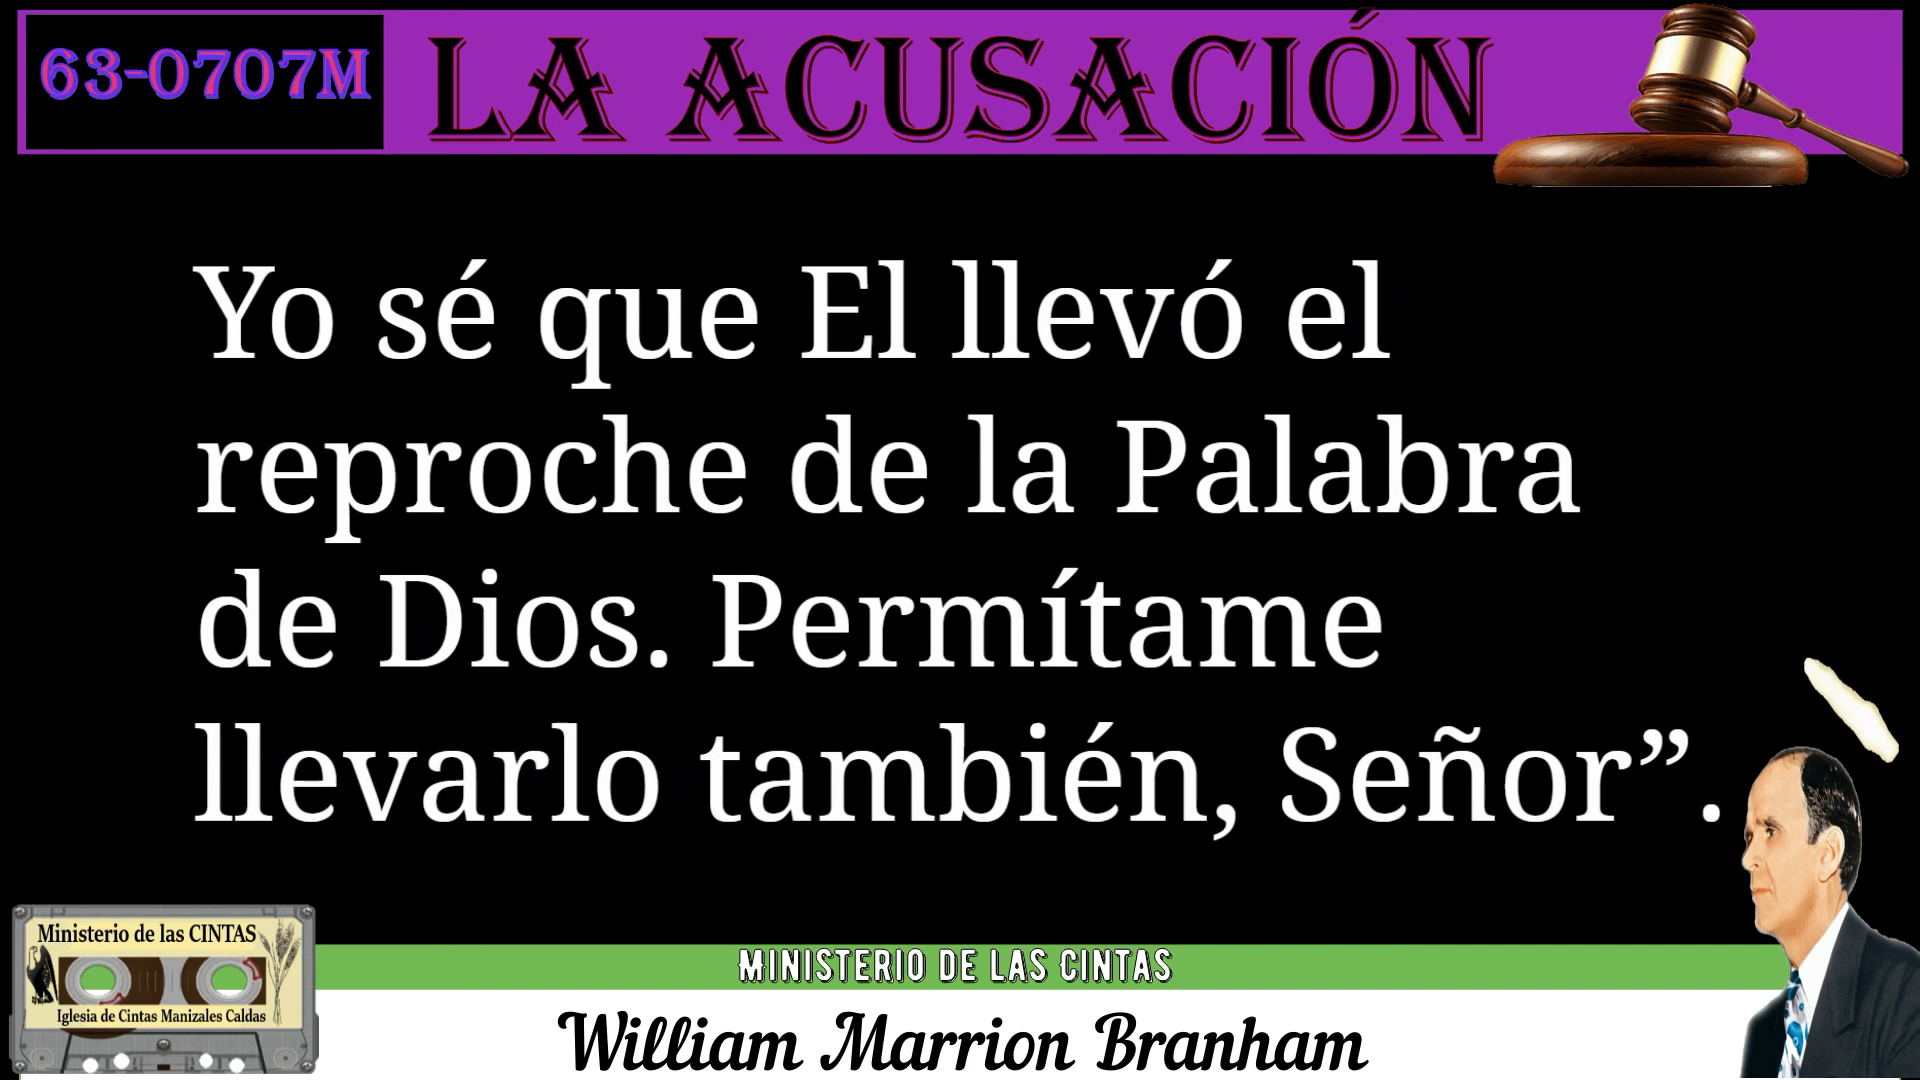 63-0707M
LA ACUSACIÓN
Yo sé que El llevó el
reproche de la Palabra
de Dios. Permítame
llevarlo también, Señor”.
Ministerio de las CINTAS
Iglesia de Cintas Manizales Caldas
MINISTERIO DE LAS CINTAS
William Marrion Branham